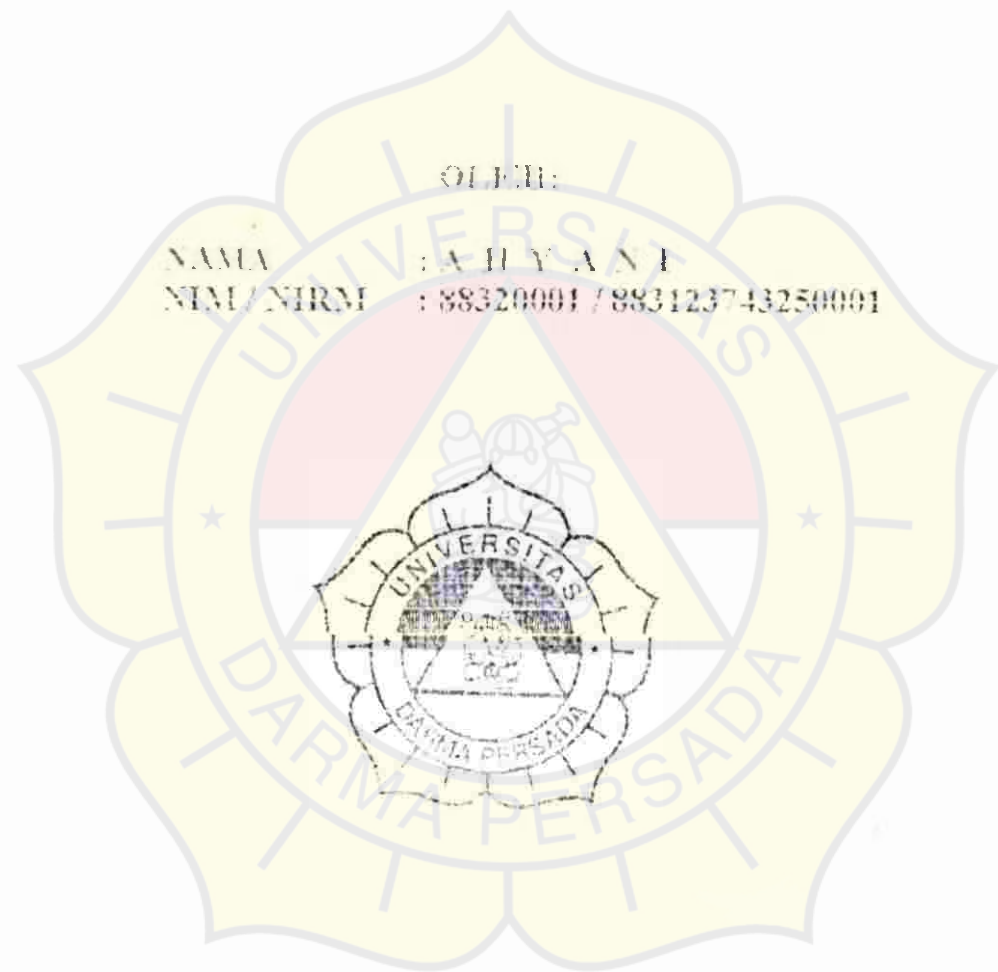 OLEH:
NAMA : A H Y A N I
NIM / NIRM : 88320001 / 883123743250001
UNIVERSITAS
DARMA PERSADA
UNIVERSITAS
DARMA PERSADA